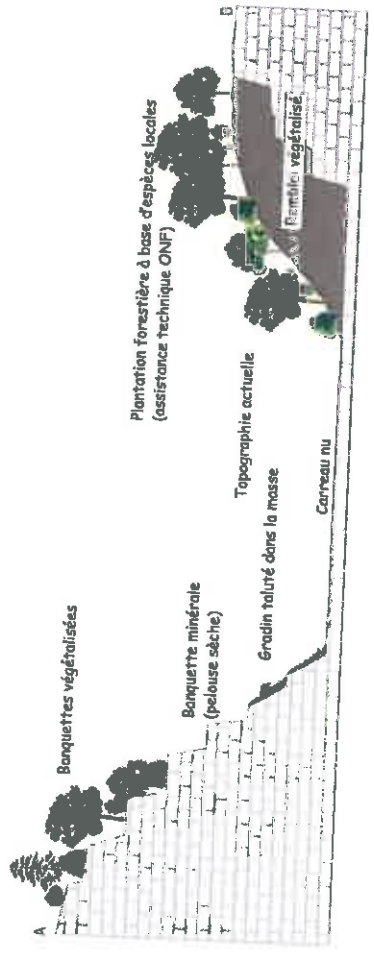 A
Banquettes végétalisées
Banquette minérale
(pelouse sèche)
Gradin taluté dans la masse
Carreau nu
Topographie actuelle
Plantation forestière à base d'espèces locales
(assistance technique ONF)
Remblai végétalisé